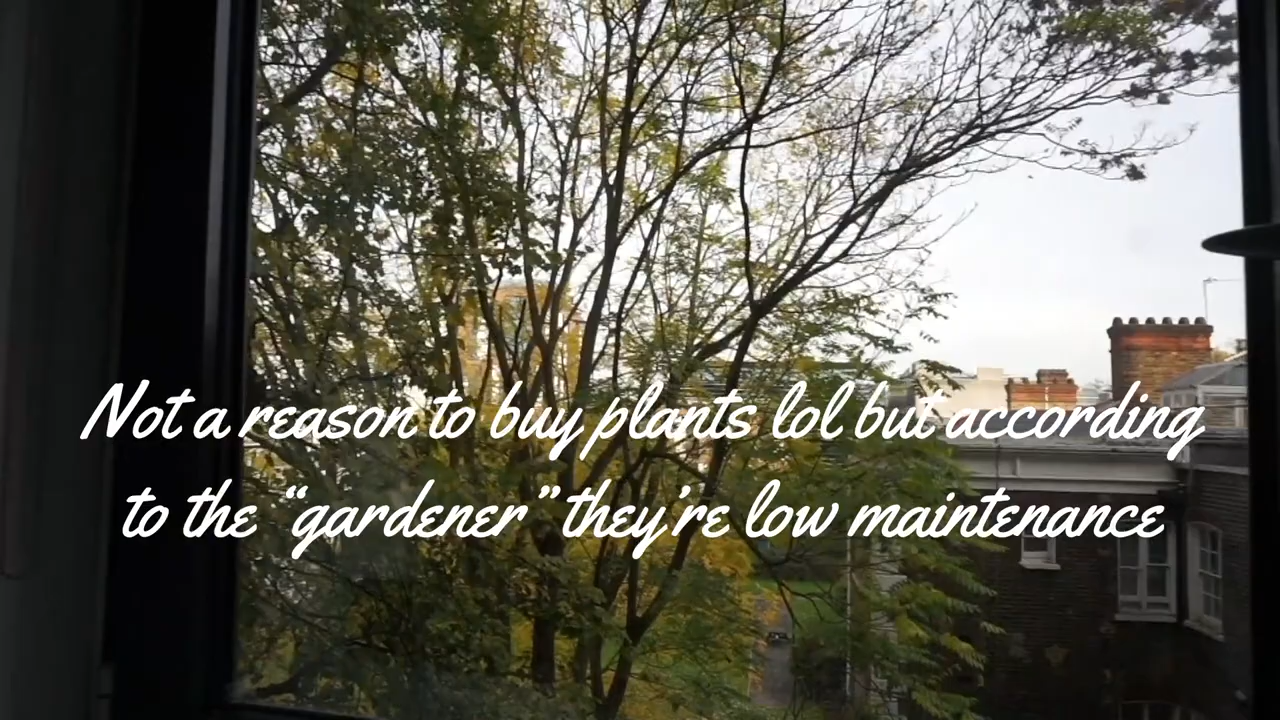 Not a reason to buy plants lol but according
to the “gardener” they’re low maintenance